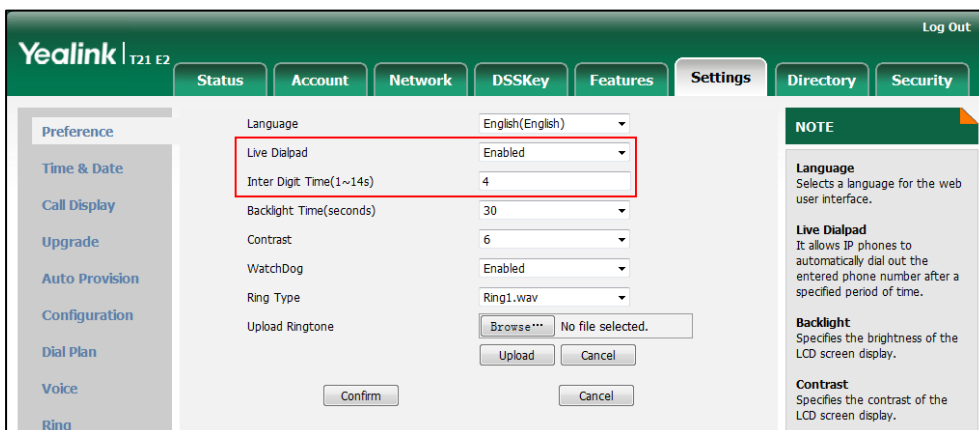 Log Out
Yealink T21 E2
Status Account Network DSSKey Features Settings Directory Security
Preference
Time & Date
Call Display
Upgrade
Auto Provision
Configuration
Dial Plan
Voice
Ring
Language English(English)
Live Dialpad Enabled
Inter Digit Time(1~14s) 4
Backlight Time(seconds) 30
Contrast 6
WatchDog Enabled
Ring Type Ring1.wav
Upload Ringtone Browse... No file selected.
Upload Cancel
Confirm Cancel
NOTE
Language
Selects a language for the web
user interface.
Live Dialpad
It allows IP phones to
automatically dial out the
entered phone number after a
specified period of time.
Backlight
Specifies the brightness of the
LCD screen display.
Contrast
Specifies the contrast of the
LCD screen display.